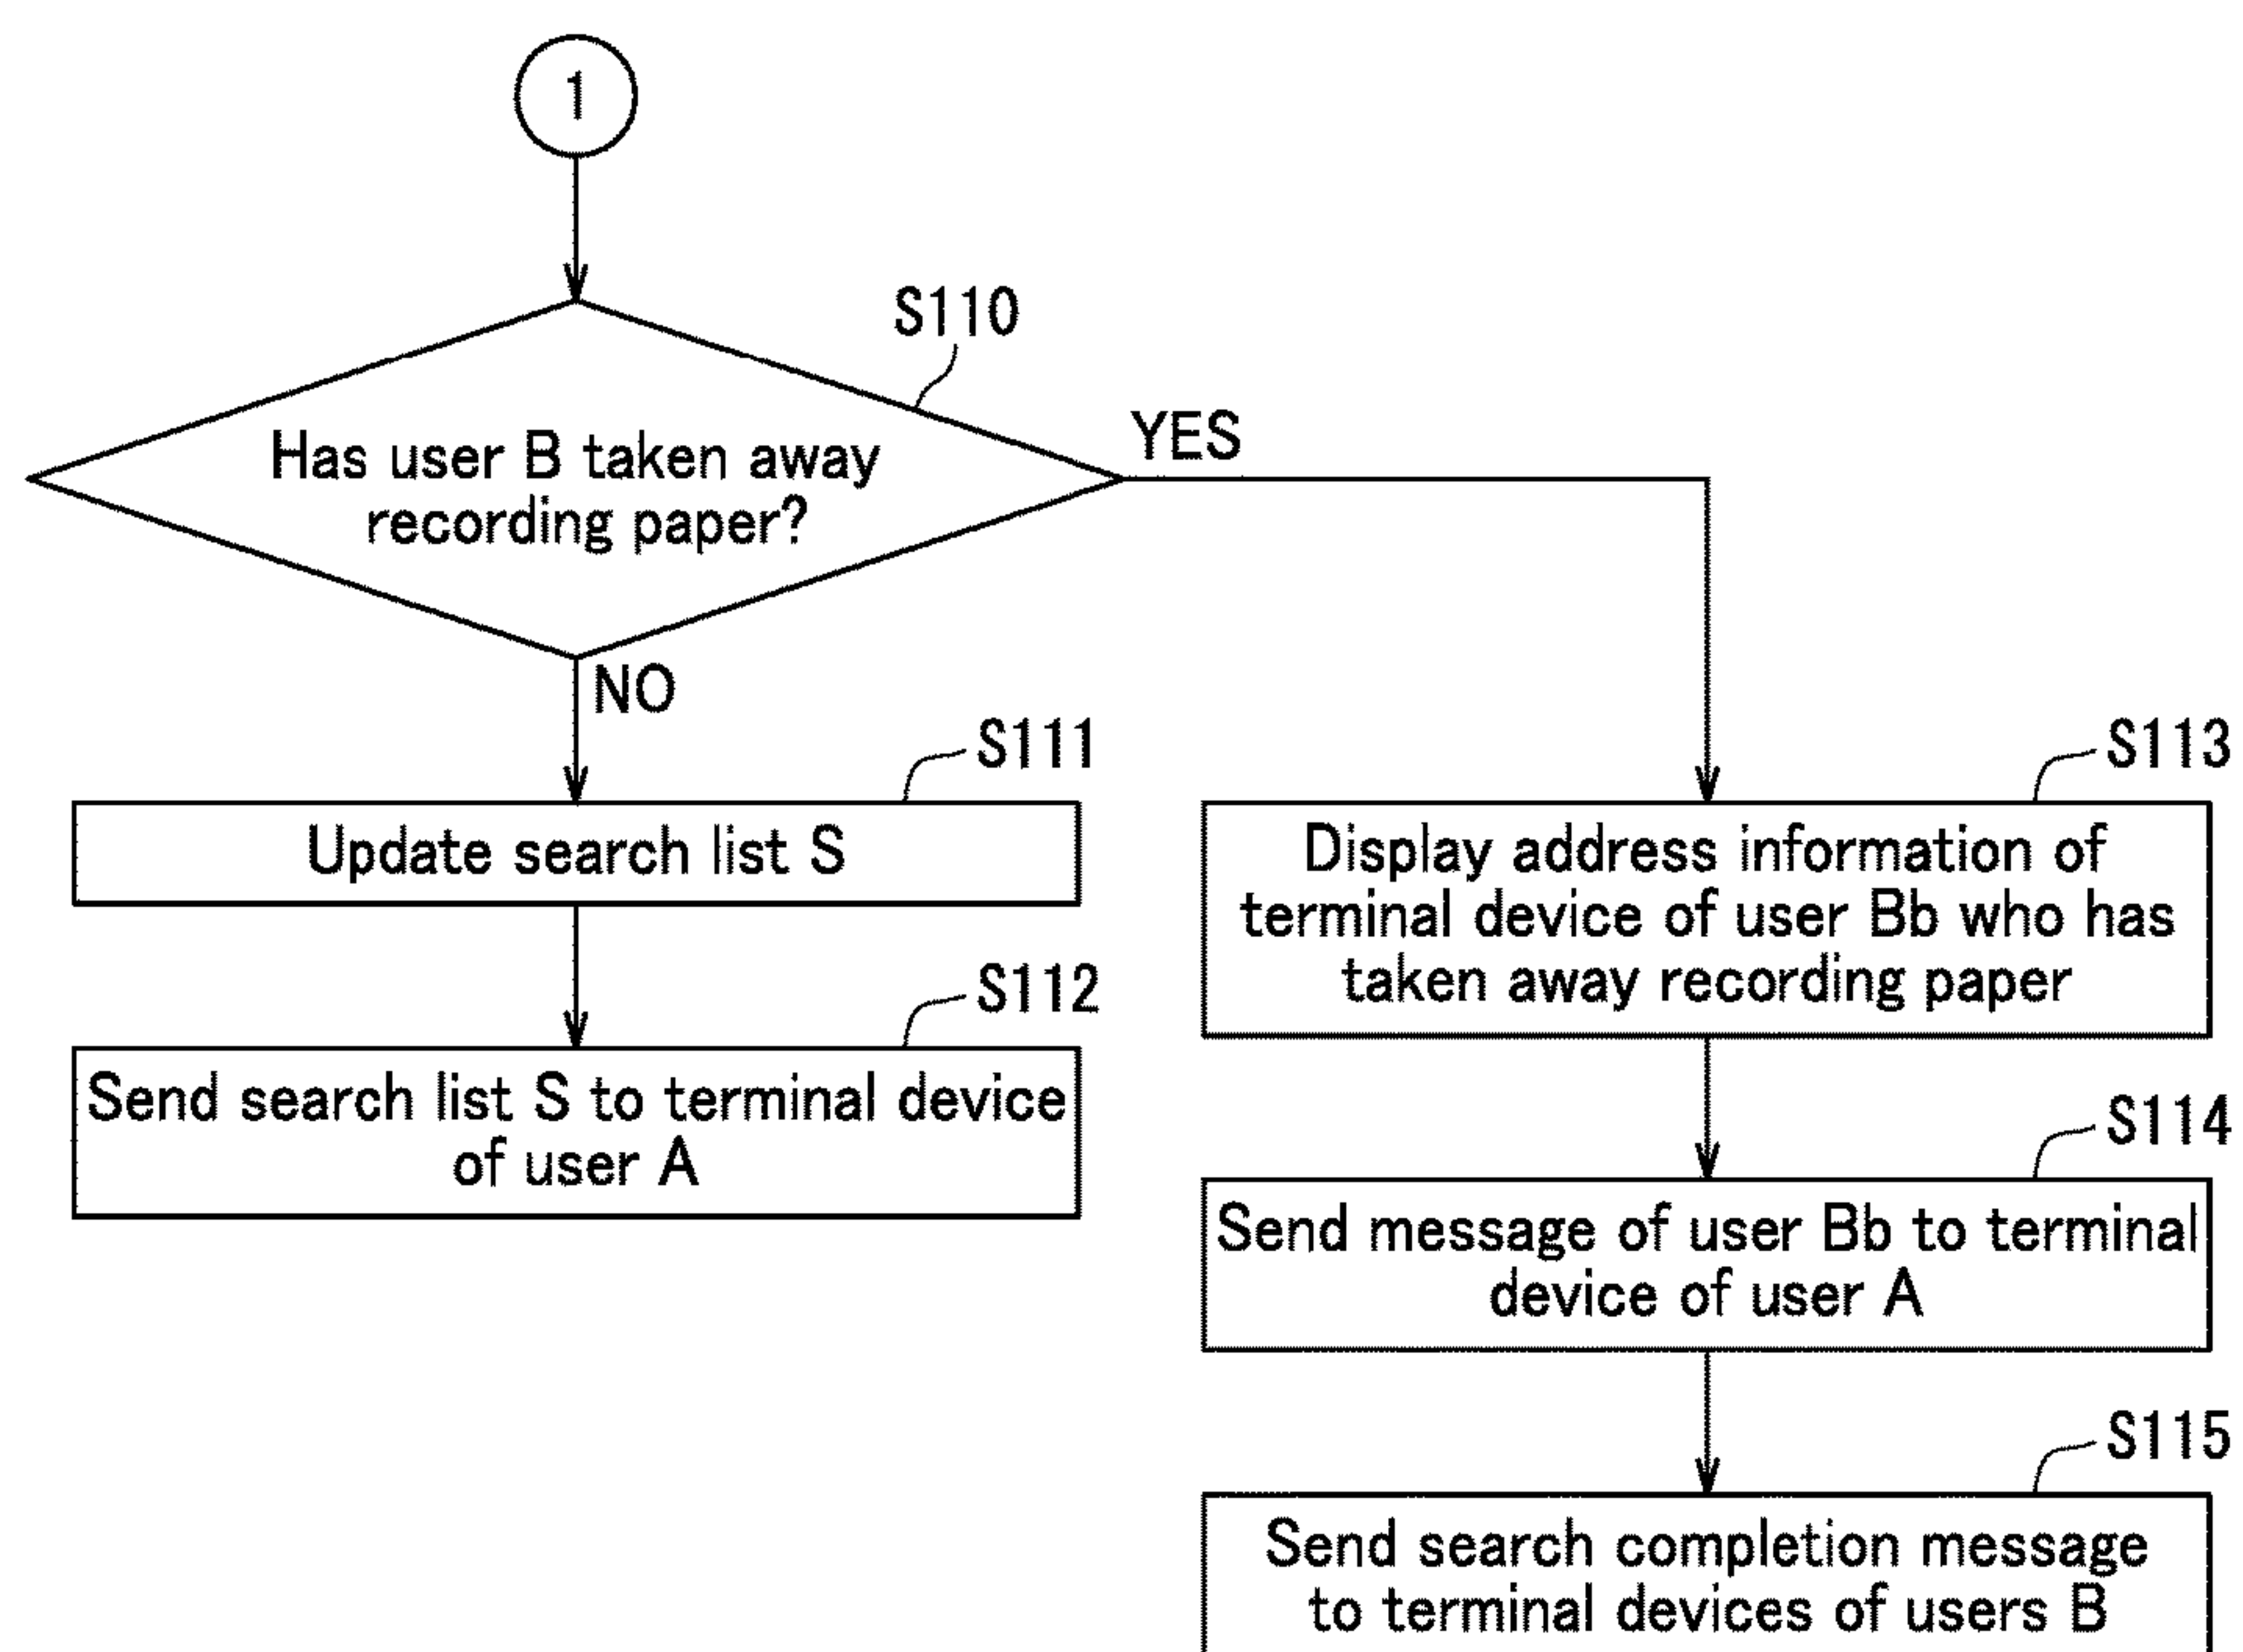 1
S110
Has user B taken away
recording paper?
YES
NO
S111
Update search list S
S112
Send search list S to terminal device
of user A
S113
Display address information of
terminal device of user Bb who has
taken away recording paper
S114
Send message of user Bb to terminal
device of user A
S115
Send search completion message
to terminal devices of users B